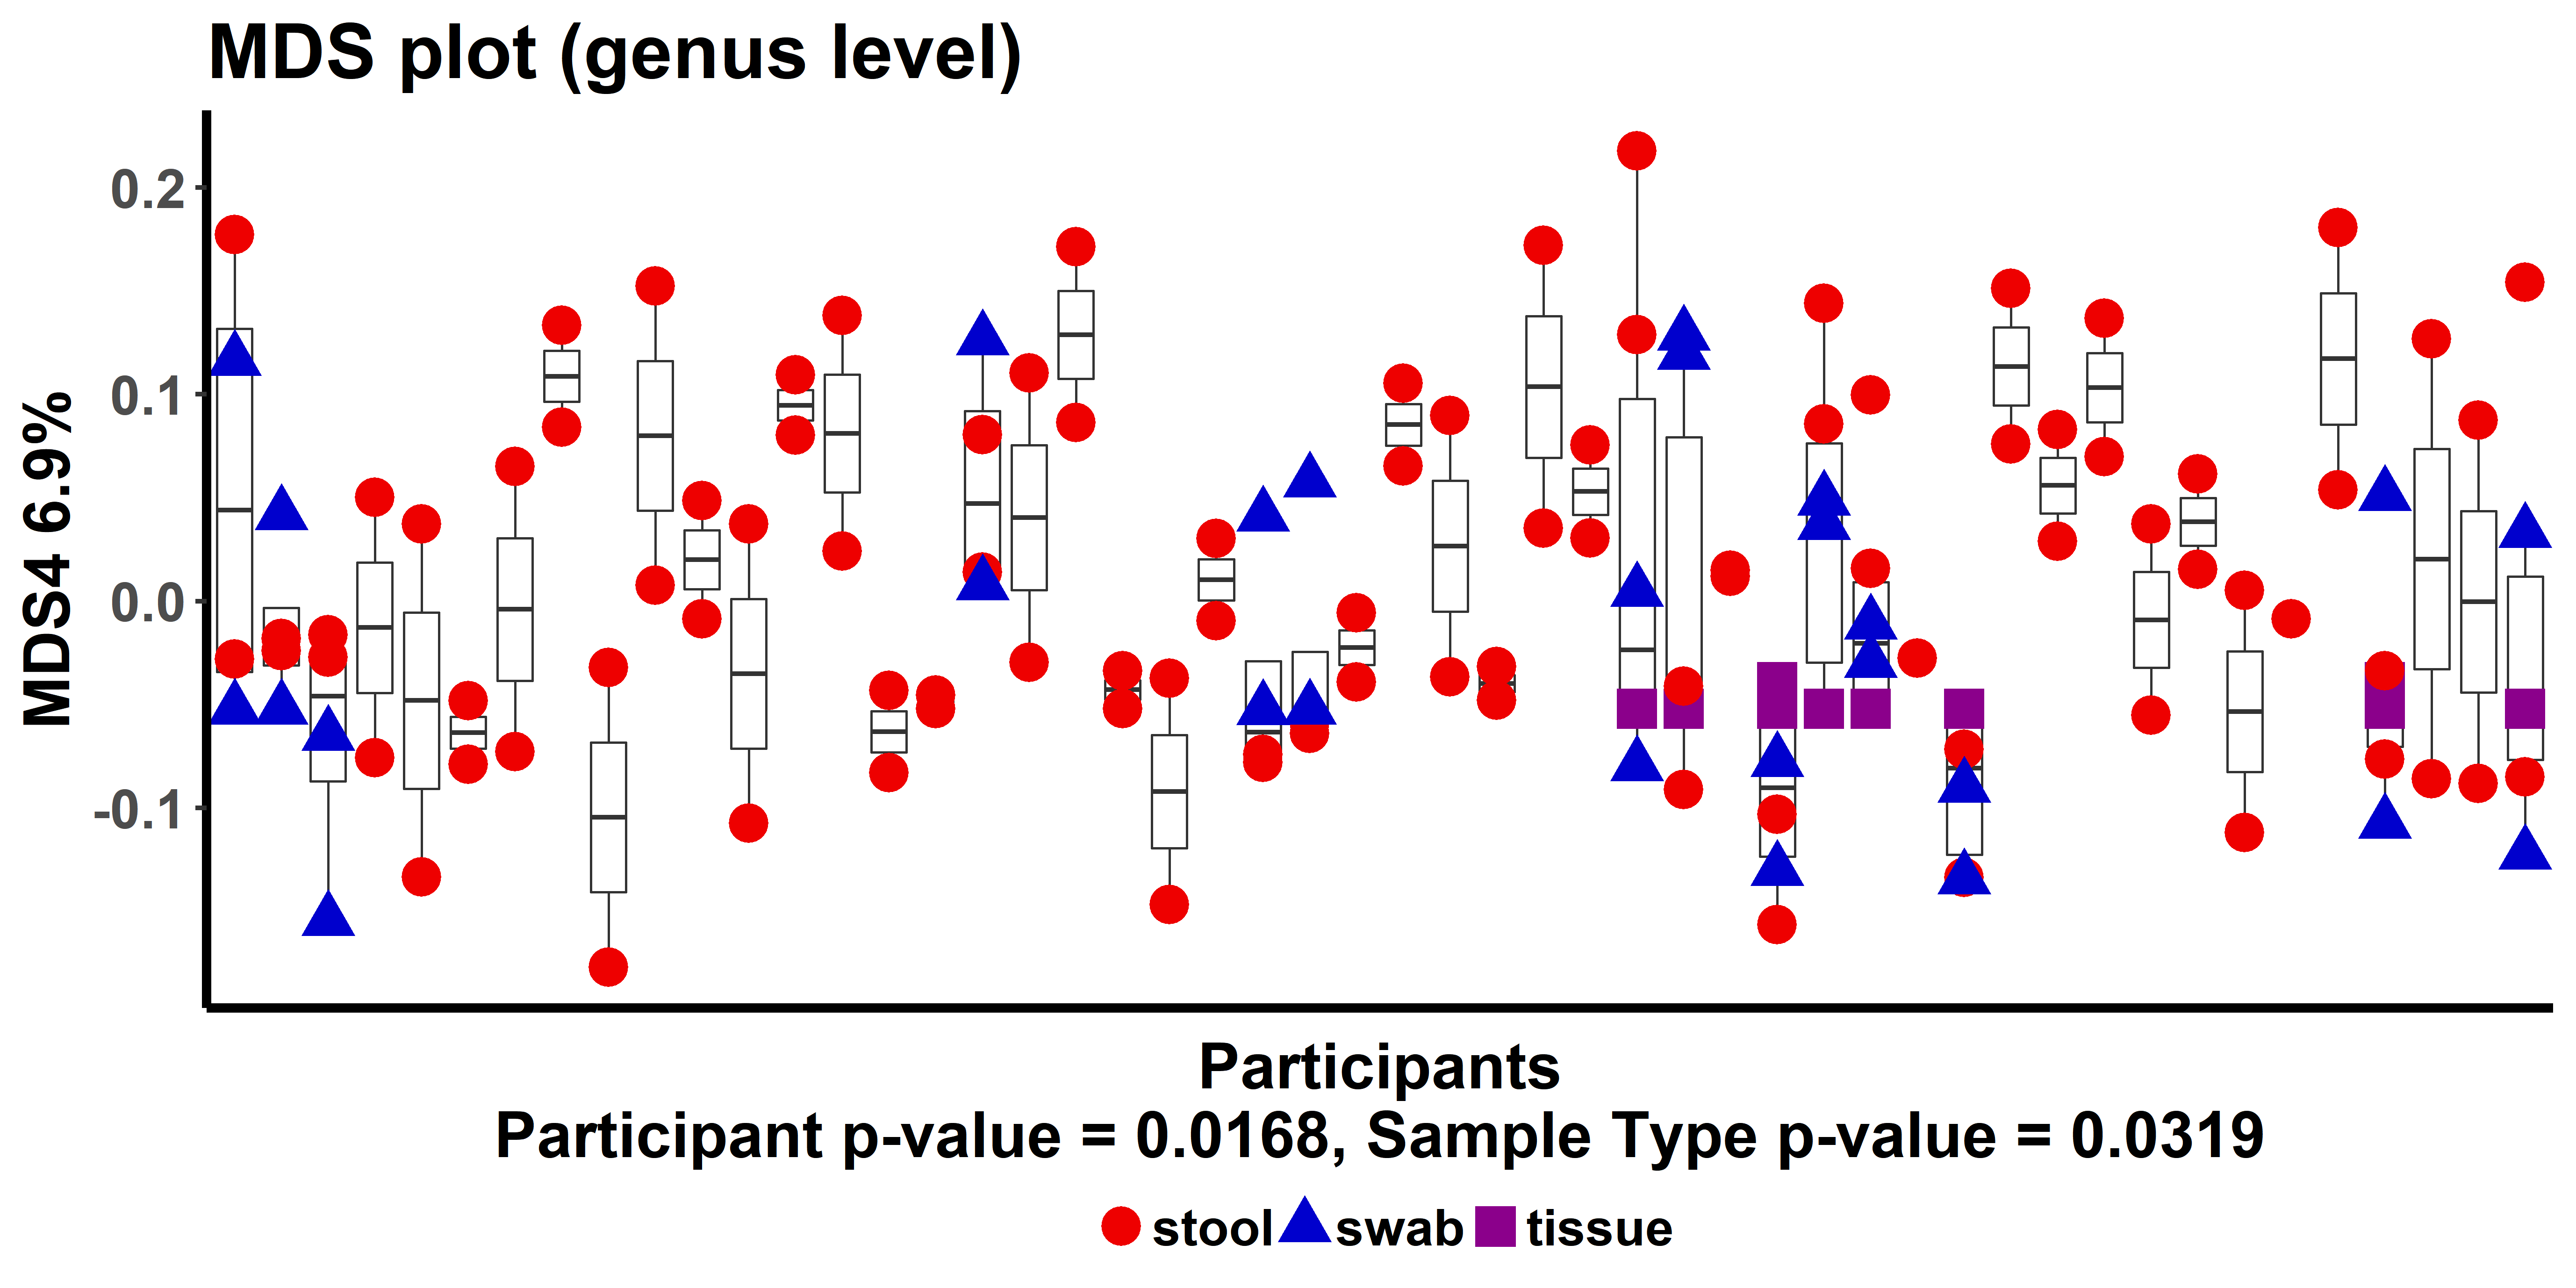 MDS plot (genus level)
MDS4 6.9%
0.2
0.1
0.0
-0.1
Participants
Participant p-value = 0.0168, Sample Type p-value = 0.0319
stool swab tissue